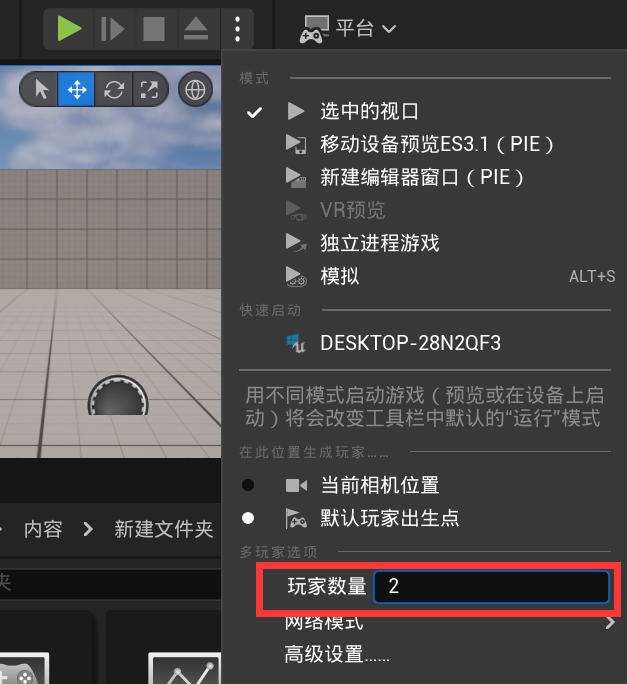 平台
模式
选中的视口
移动设备预览ES3.1（PIE）
新建编辑器窗口（PIE）
VR预览
独立进程游戏
模拟 ALT+S
快速启动
DESKTOP-28N2QF3
用不同模式启动游戏（预览或在设备上启
动）将会改变工具栏中默认的“运行”模式
在此位置生成玩家……
当前相机位置
默认玩家出生点
内容 新建文件夹
多玩家选项
夹
玩家数量 2
网络模式
高级设置……